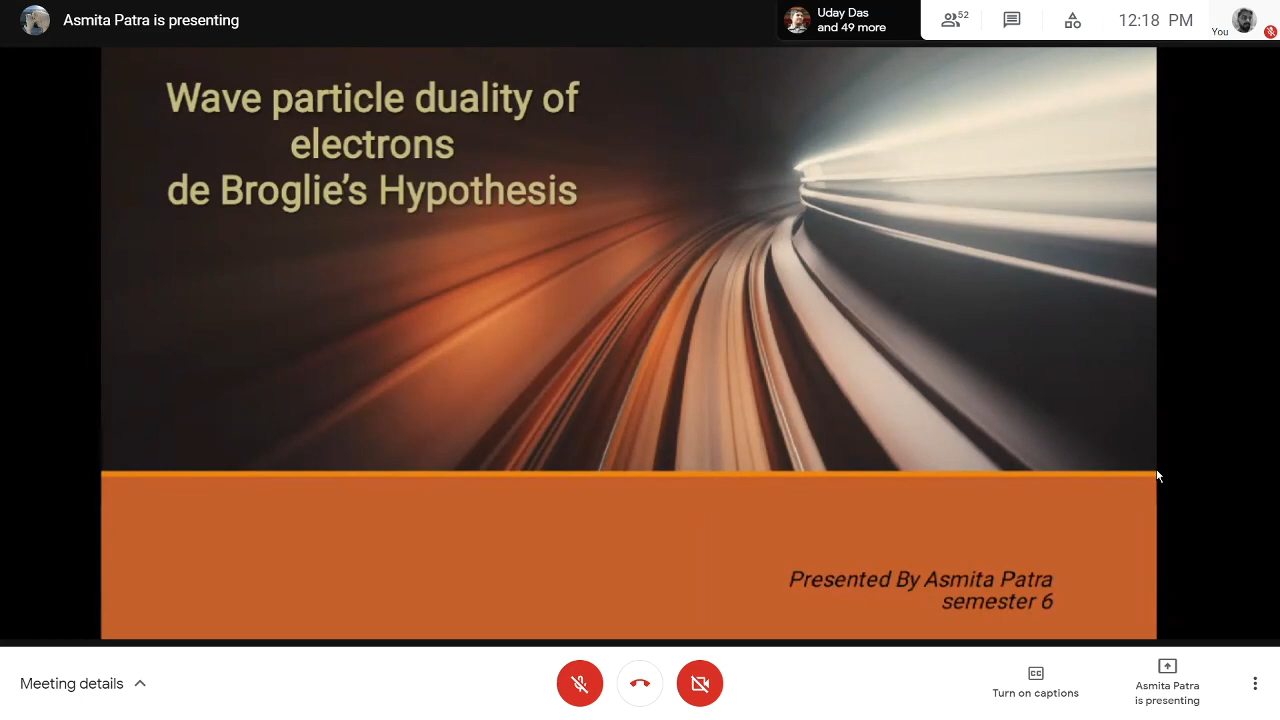 Asmita Patra is presenting
Uday Das
and 49 more
52
12:18 PM
You
Wave particle duality of
electrons
de Broglie’s Hypothesis
Presented By Asmita Patra
semester 6
Meeting details
CC
Turn on captions
Asmita Patra
is presenting